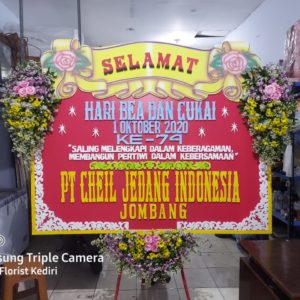 SELAMAT
HARI BEA DAN CUKAI
1 OKTOBER 2020
KE-74
"SALING MELENGKAPI DALAM KEBERAGAMAN,
MEMBANGUN PERTIWI DALAM KEBERSAMAAN"
PT CHEIL JEDANG INDONESIA
JOMBANG
sung Triple Camera
Florist Kediri